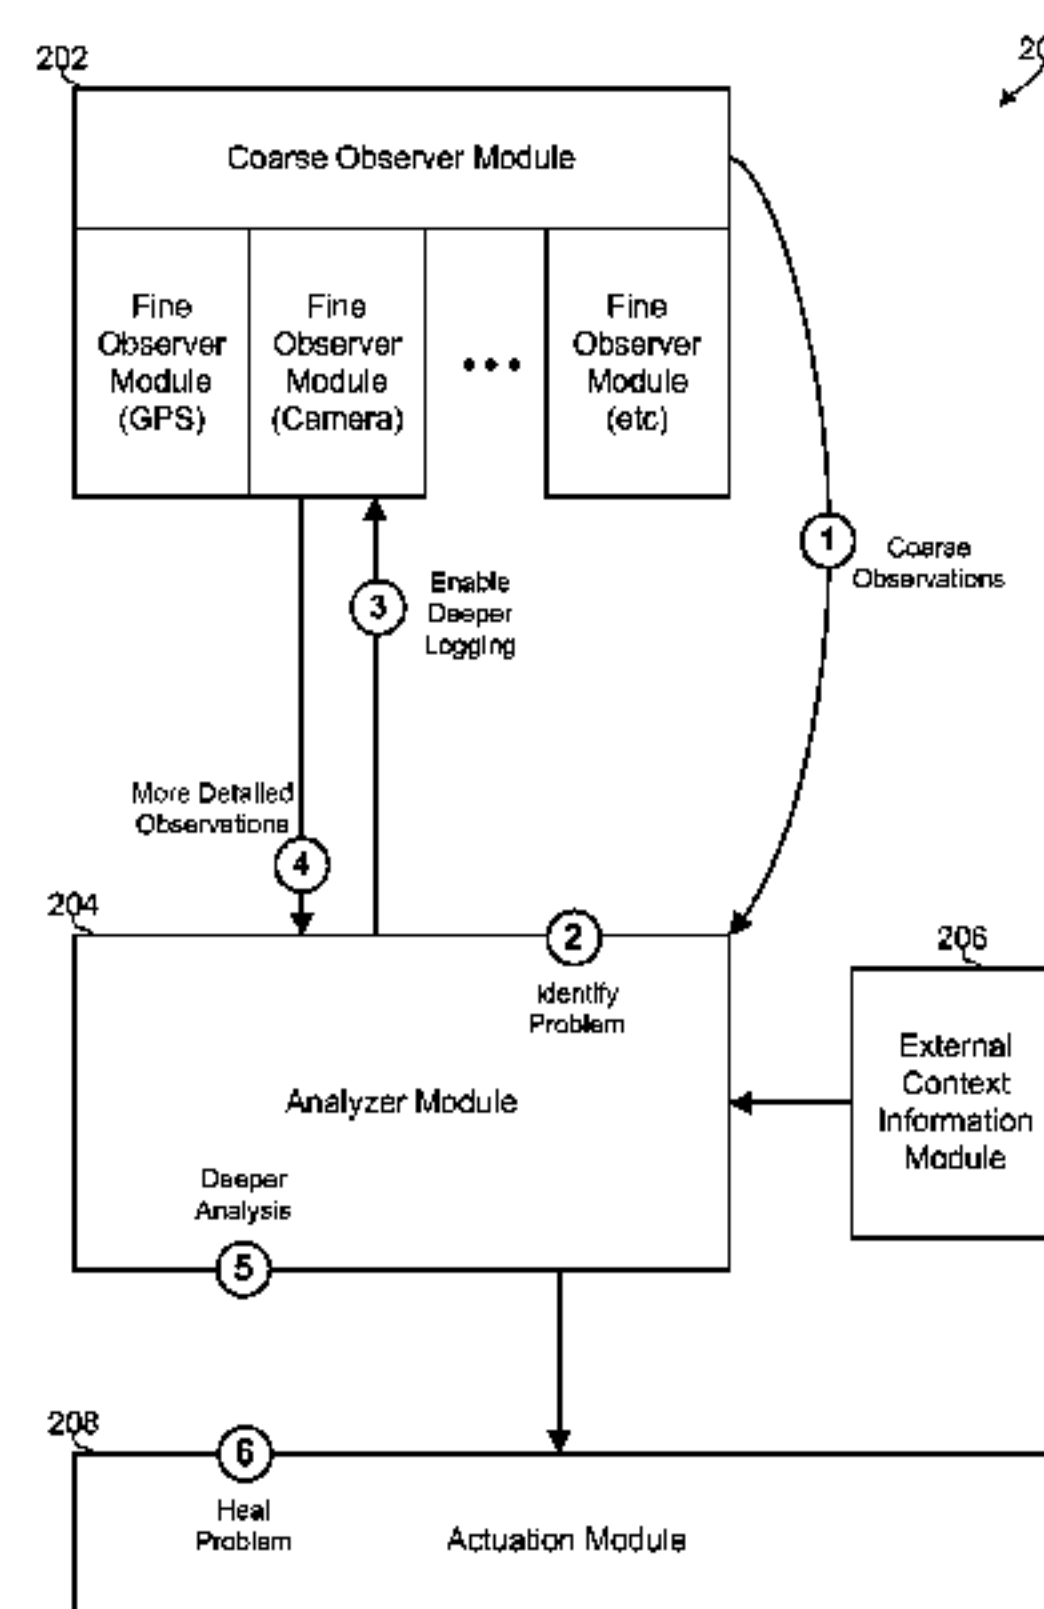 202
20
Coarse Observer Module
Fine
Observer
Module
(GPS)
Fine
Observer
Module
(Camera)
•••
Fine
Observer
Module
(etc)
1
Coarse
Observations
3
Enable
Deeper
Logging
More Detailed
Observations
4
204
2
Identify
Problem
206
External
Context
Information
Module
Analyzer Module
Deeper
Analysis
5
208
6
Heal
Problem
Actuation Module